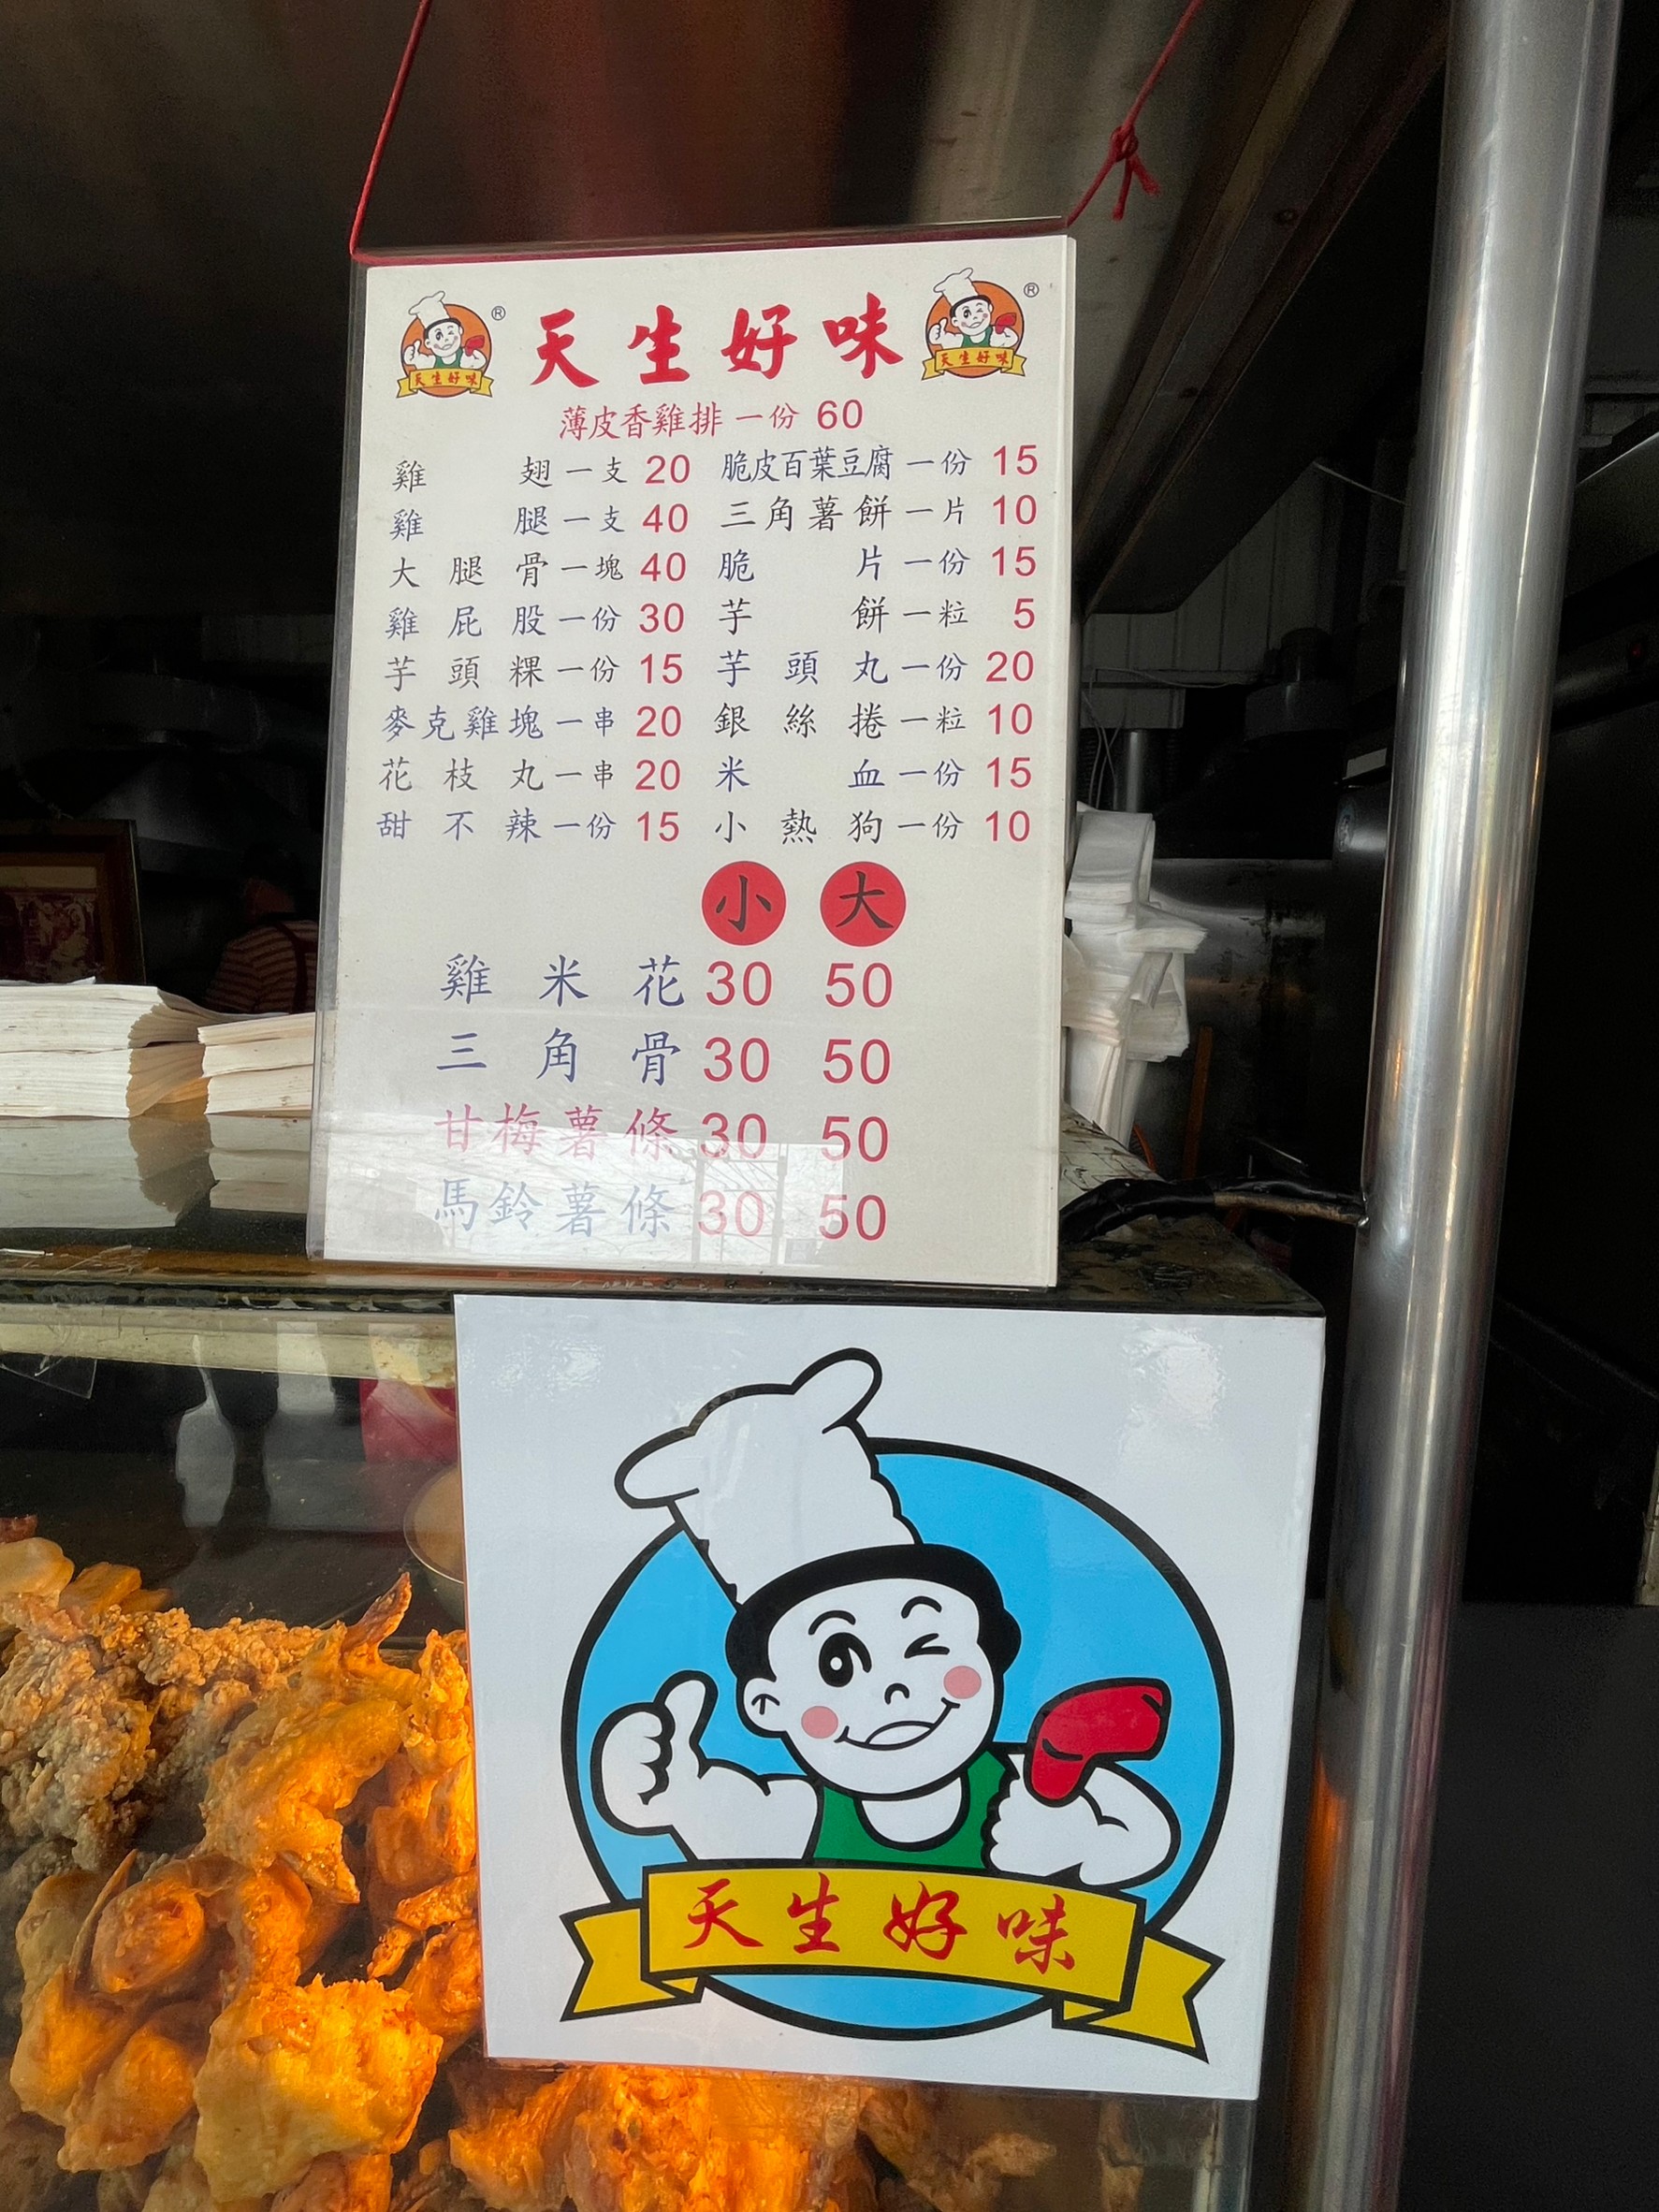 ® 天生好味 ®
天生好味 天生好味
薄皮香雞排 一份 60
雞翅一支 20 脆皮百葉豆腐 一份 15
雞腿一支 40 三角薯餅一片 10
大腿骨一塊 40 脆片一份 15
雞屁股一份 30 芋餅一粒 5
芋頭粿一份 15 芋頭丸一份 20
麥克雞塊一串 20 銀絲捲一粒 10
花枝丸一串 20 米血一份 15
甜不辣一份 15 小熱狗一份 10
小 大
雞米花 30 50
三角骨 30 50
甘梅薯條 30 50
馬鈴薯條 30 50
天生好味